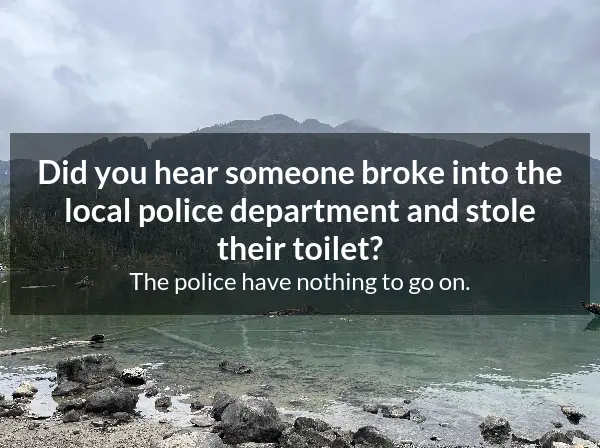 Did you hear someone broke into the
local police department and stole
their toilet?
The police have nothing to go on.